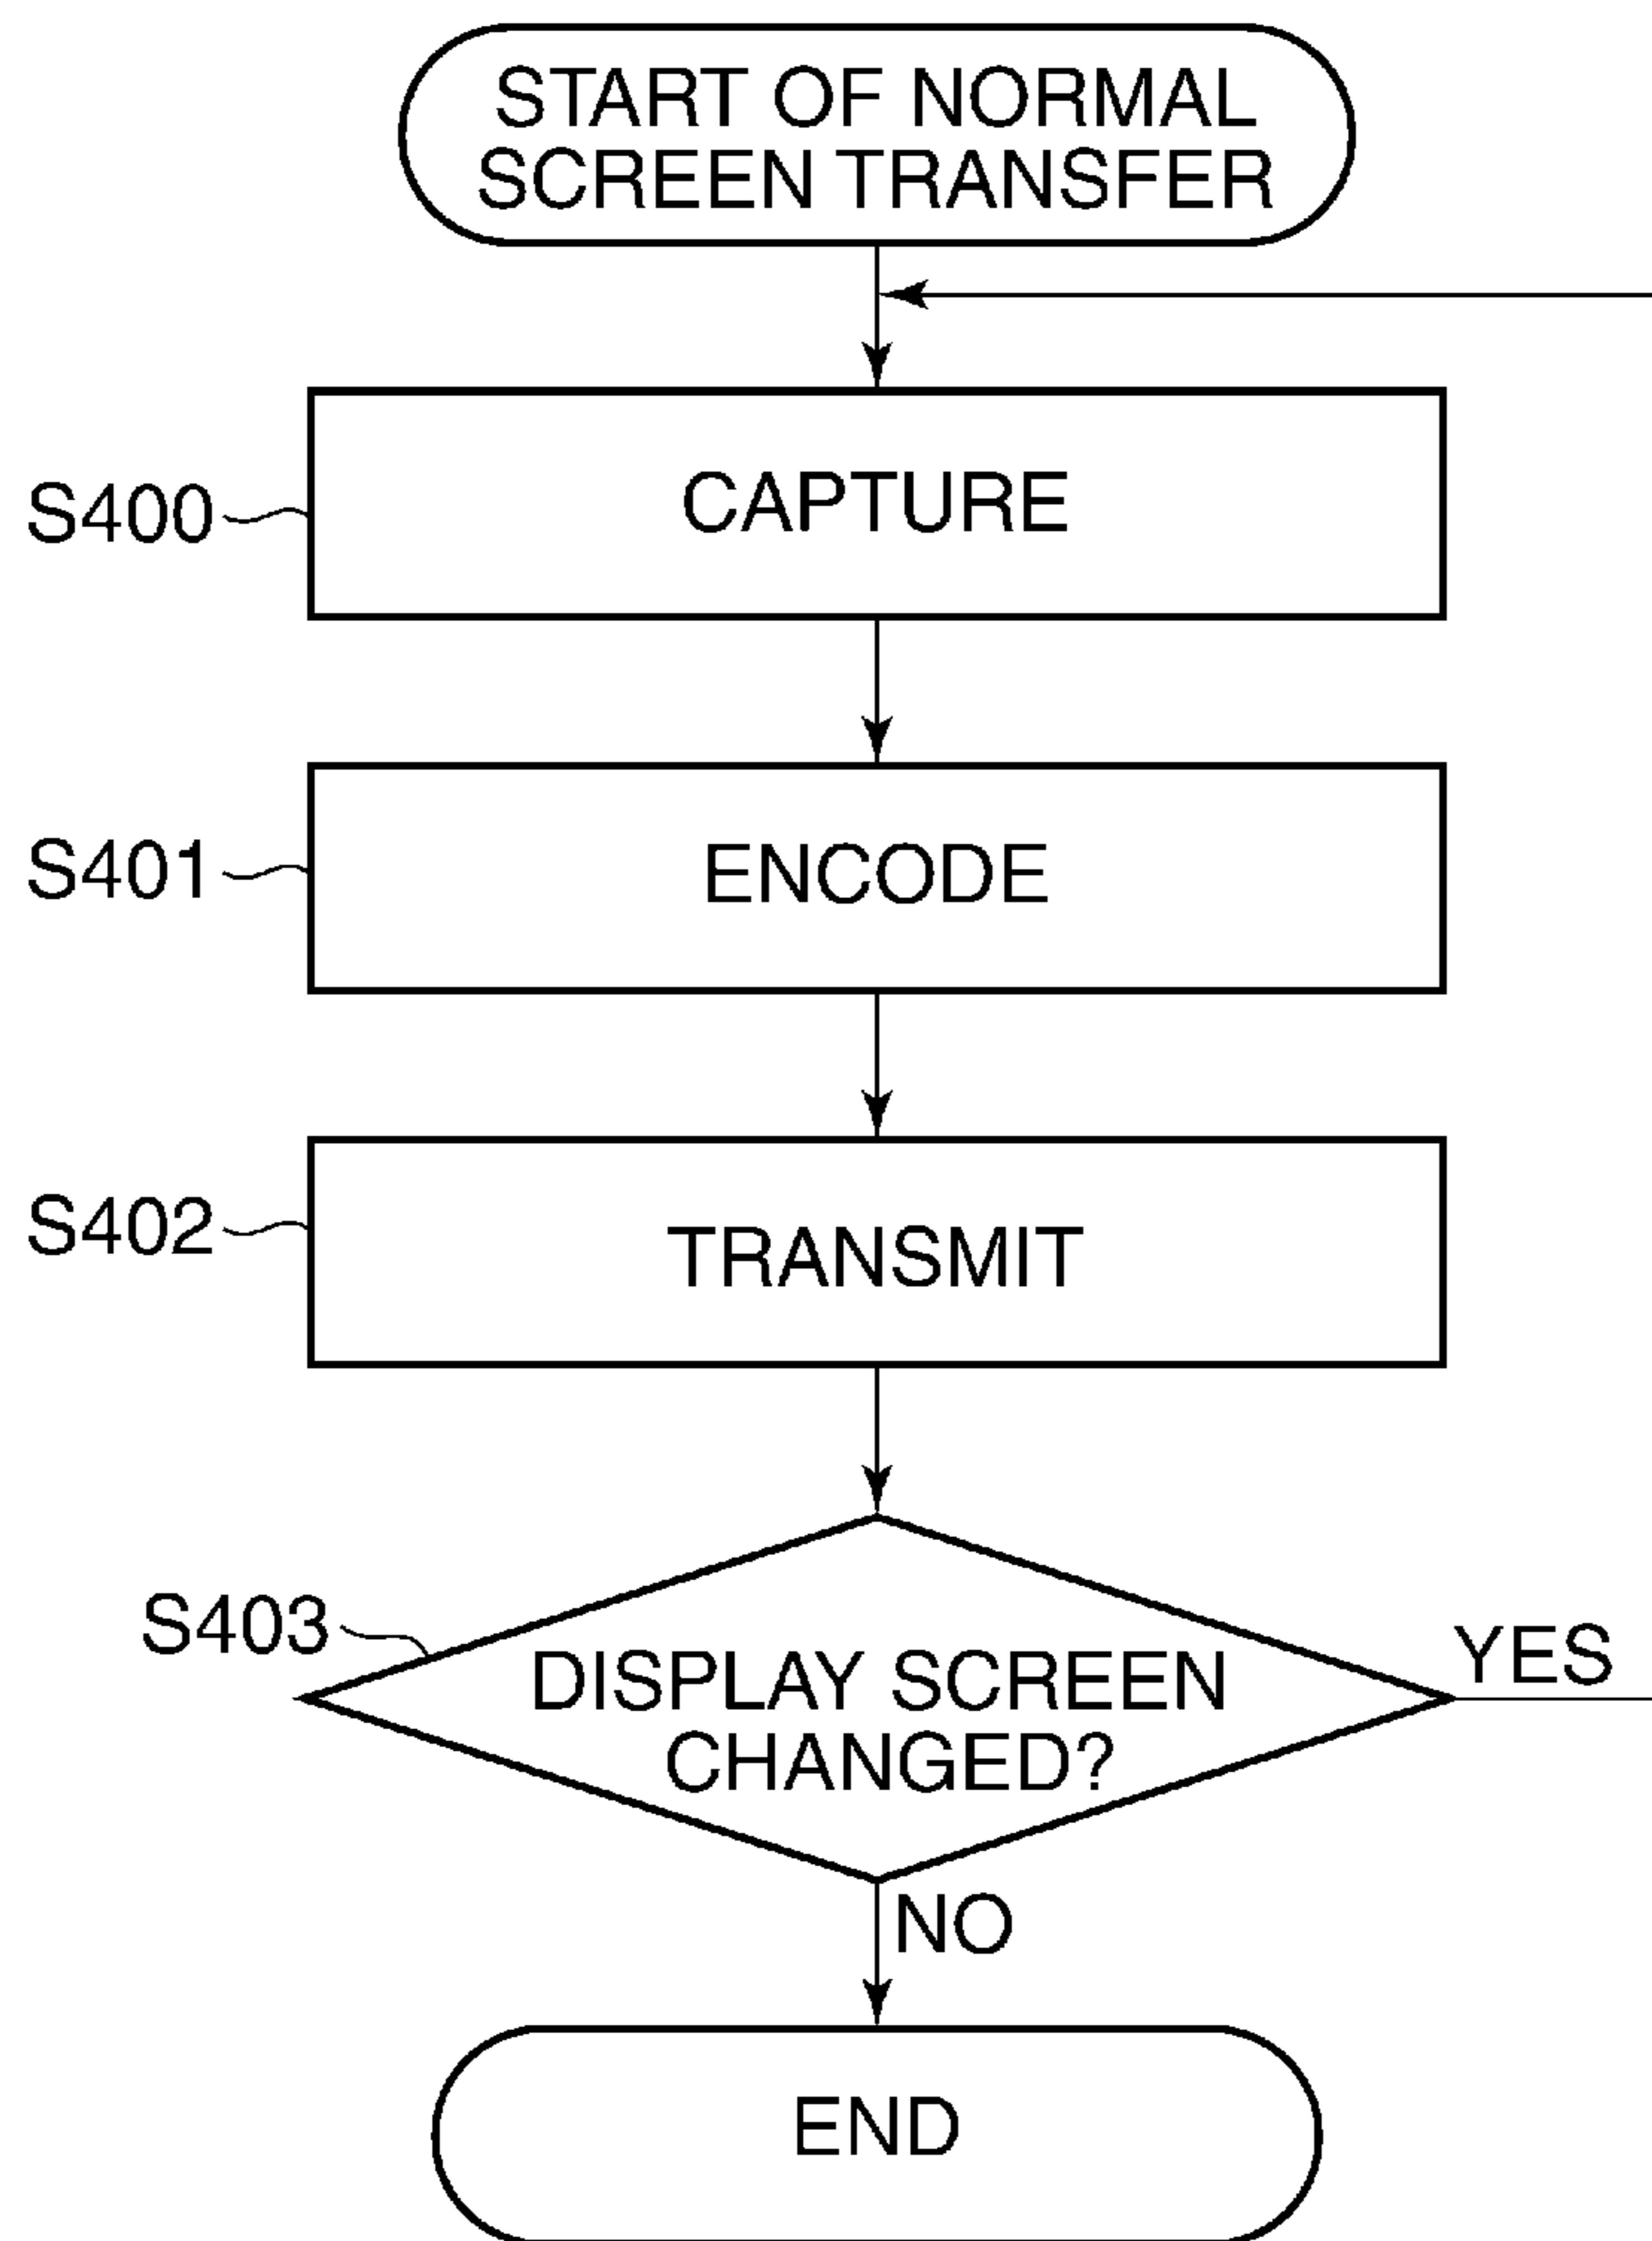 START OF NORMAL
SCREEN TRANSFER
S400
CAPTURE
S401
ENCODE
S402
TRANSMIT
S403
DISPLAY SCREEN
CHANGED?
YES
NO
END